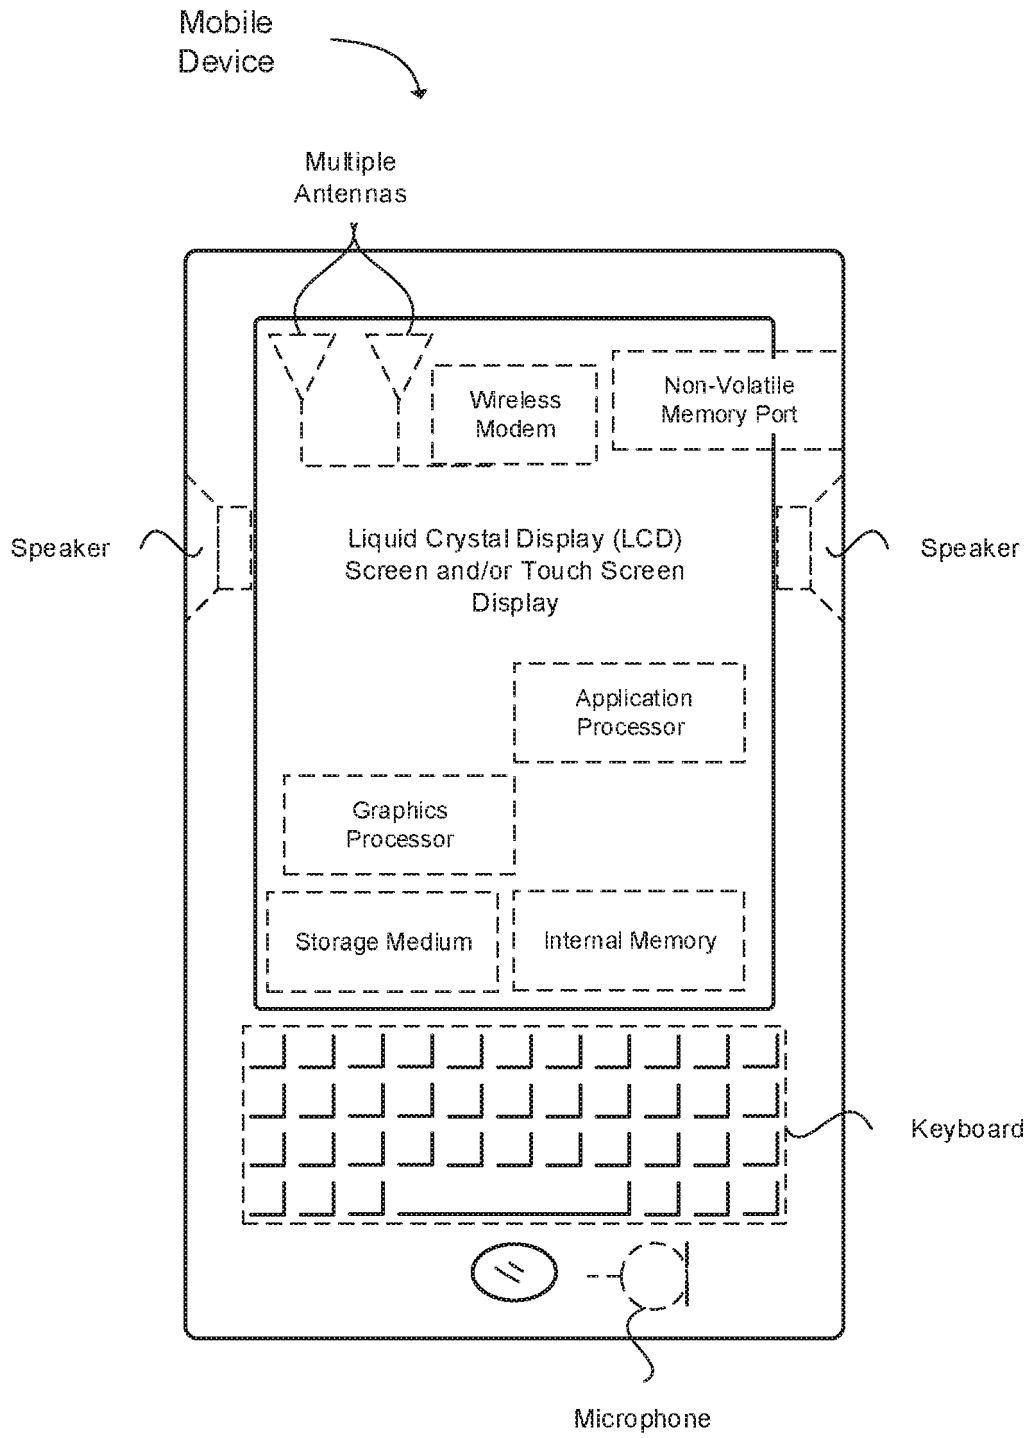 Mobile
Device
Multiple
Antennas
Wireless
Modem
Non-Volatile
Memory Port
Speaker
Liquid Crystal Display (LCD)
Screen and/or Touch Screen
Display
Speaker
Application
Processor
Graphics
Processor
Storage Medium
Internal Memory
Keyboard
Microphone